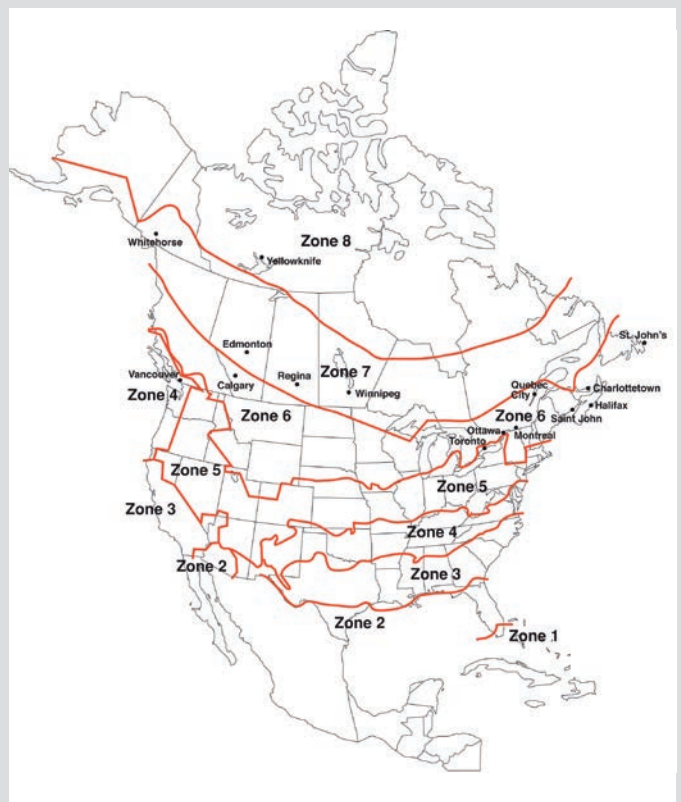 Zone 8
Whitehorse
Yellowknife
St. John's
Edmonton
Zone 7
Vancouver
Calgary
Regina
Winnipeg
Quebec
City
Charlottetown
Zone 4
Zone 6
Zone 6
Halifax
Saint John
Ottawa
Montreal
Toronto
Zone 5
Zone 5
Zone 3
Zone 4
Zone 2
Zone 3
Zone 2
Zone 1